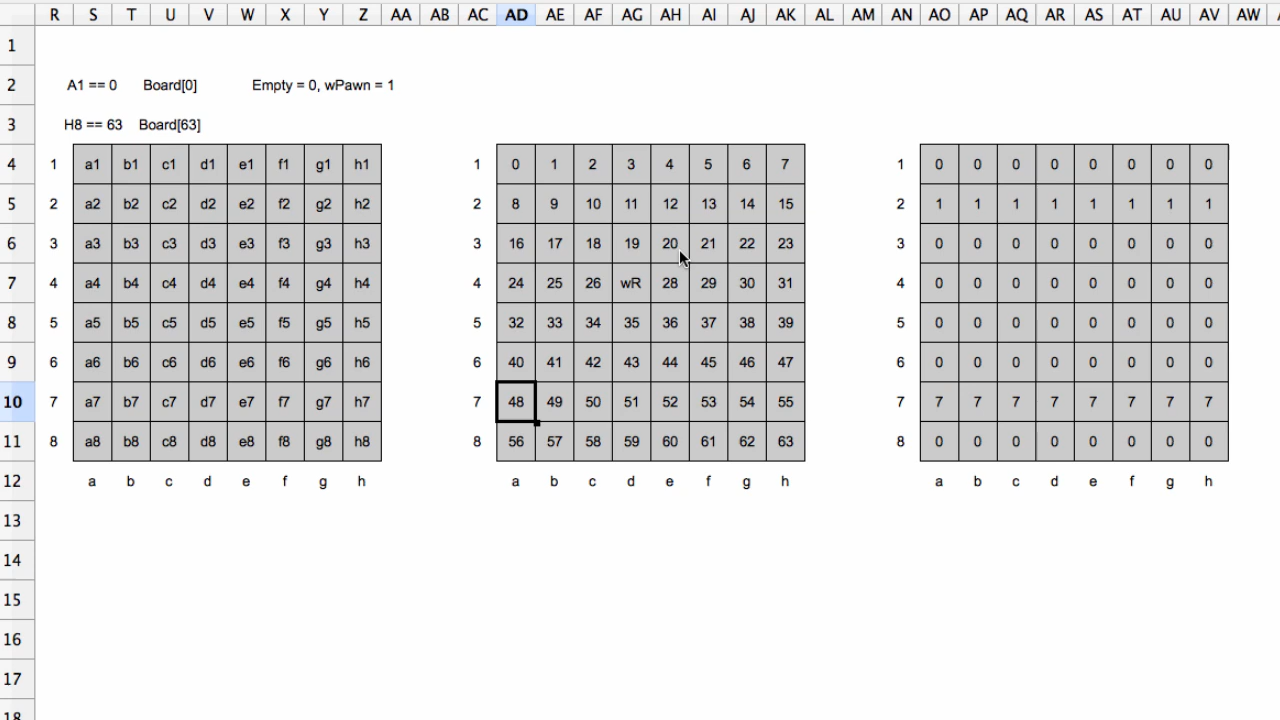 R S T U V W X Y Z AA AB AC AD AE AF AG AH AI AJ AK AL AM AN AO AP AQ AR AS AT AU AV AW
1
2 A1 == 0 Board[0] Empty = 0, wPawn = 1
3 H8 == 63 Board[63]
4 1 a1 b1 c1 d1 e1 f1 g1 h1 1 0 1 2 3 4 5 6 7 1 0 0 0 0 0 0 0 0
5 2 a2 b2 c2 d2 e2 f2 g2 h2 2 8 9 10 11 12 13 14 15 2 1 1 1 1 1 1 1 1
6 3 a3 b3 c3 d3 e3 f3 g3 h3 3 16 17 18 19 20 21 22 23 3 0 0 0 0 0 0 0 0
7 4 a4 b4 c4 d4 e4 f4 g4 h4 4 24 25 26 wR 28 29 30 31 4 0 0 0 0 0 0 0 0
8 5 a5 b5 c5 d5 e5 f5 g5 h5 5 32 33 34 35 36 37 38 39 5 0 0 0 0 0 0 0 0
9 6 a6 b6 c6 d6 e6 f6 g6 h6 6 40 41 42 43 44 45 46 47 6 0 0 0 0 0 0 0 0
10 7 a7 b7 c7 d7 e7 f7 g7 h7 7 48 49 50 51 52 53 54 55 7 7 7 7 7 7 7 7 7
11 8 a8 b8 c8 d8 e8 f8 g8 h8 8 56 57 58 59 60 61 62 63 8 0 0 0 0 0 0 0 0
12 a b c d e f g h a b c d e f g h a b c d e f g h
13
14
15
16
17
18